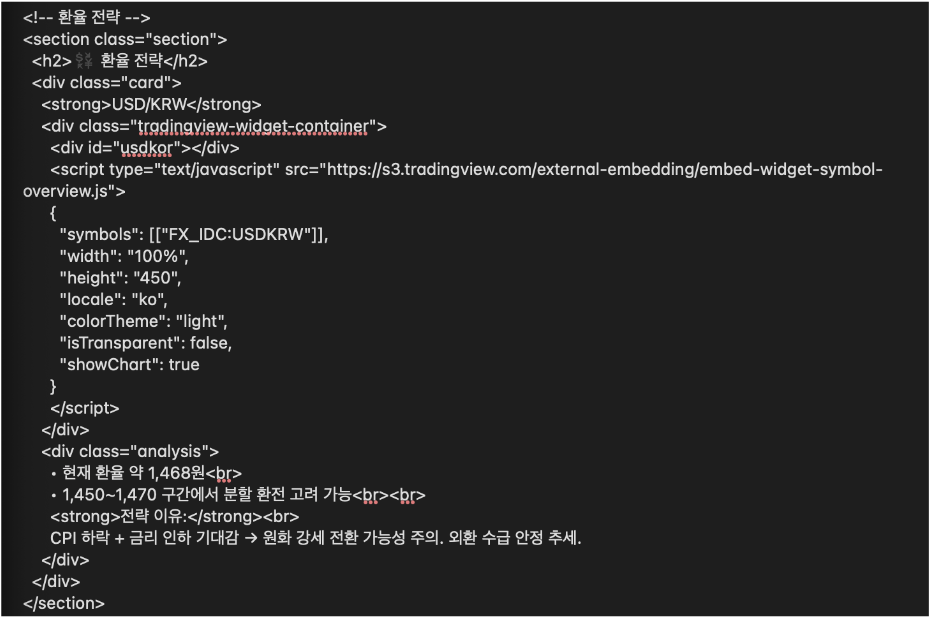 <!-- 환율 전략 -->
<section class="section">
<h2>💱 환율 전략</h2>
<div class="card">
<strong>USD/KRW</strong>
<div class="tradingview-widget-container">
<div id="usdkor"></div>
<script type="text/javascript" src="https://s3.tradingview.com/external-embedding/embed-widget-symbol-
overview.js">
{
"symbols": [["FX_IDC:USDKRW"]],
"width": "100%",
"height": "450",
"locale": "ko",
"colorTheme": "light",
"isTransparent": false,
"showChart": true
}
</script>
</div>
<div class="analysis">
• 현재 환율 약 1,468원<br>
• 1,450~1,470 구간에서 분할 환전 고려 가능<br><br>
<strong>전략 이유:</strong><br>
CPI 하락 + 금리 인하 기대감 → 원화 강세 전환 가능성 주의. 외환 수급 안정 추세.
</div>
</div>
</section>